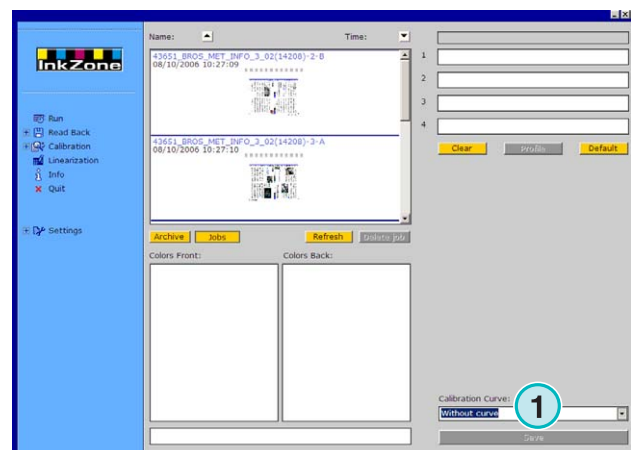 InkZone
Run
Read Back
Calibration
Linearization
Info
Quit
Settings
Name:
Time:
43651_BROS_MET_INFO_3_02(14208)-2-B
08/10/2006 10:27:09
43651_BROS_MET_INFO_3_02(14208)-3-A
08/10/2006 10:27:10
Archive
Jobs
Refresh
Delete job
Colors Front:
Colors Back:
1
2
3
4
Clear
Profile
Default
Calibration Curve:
Without curve
1
Save